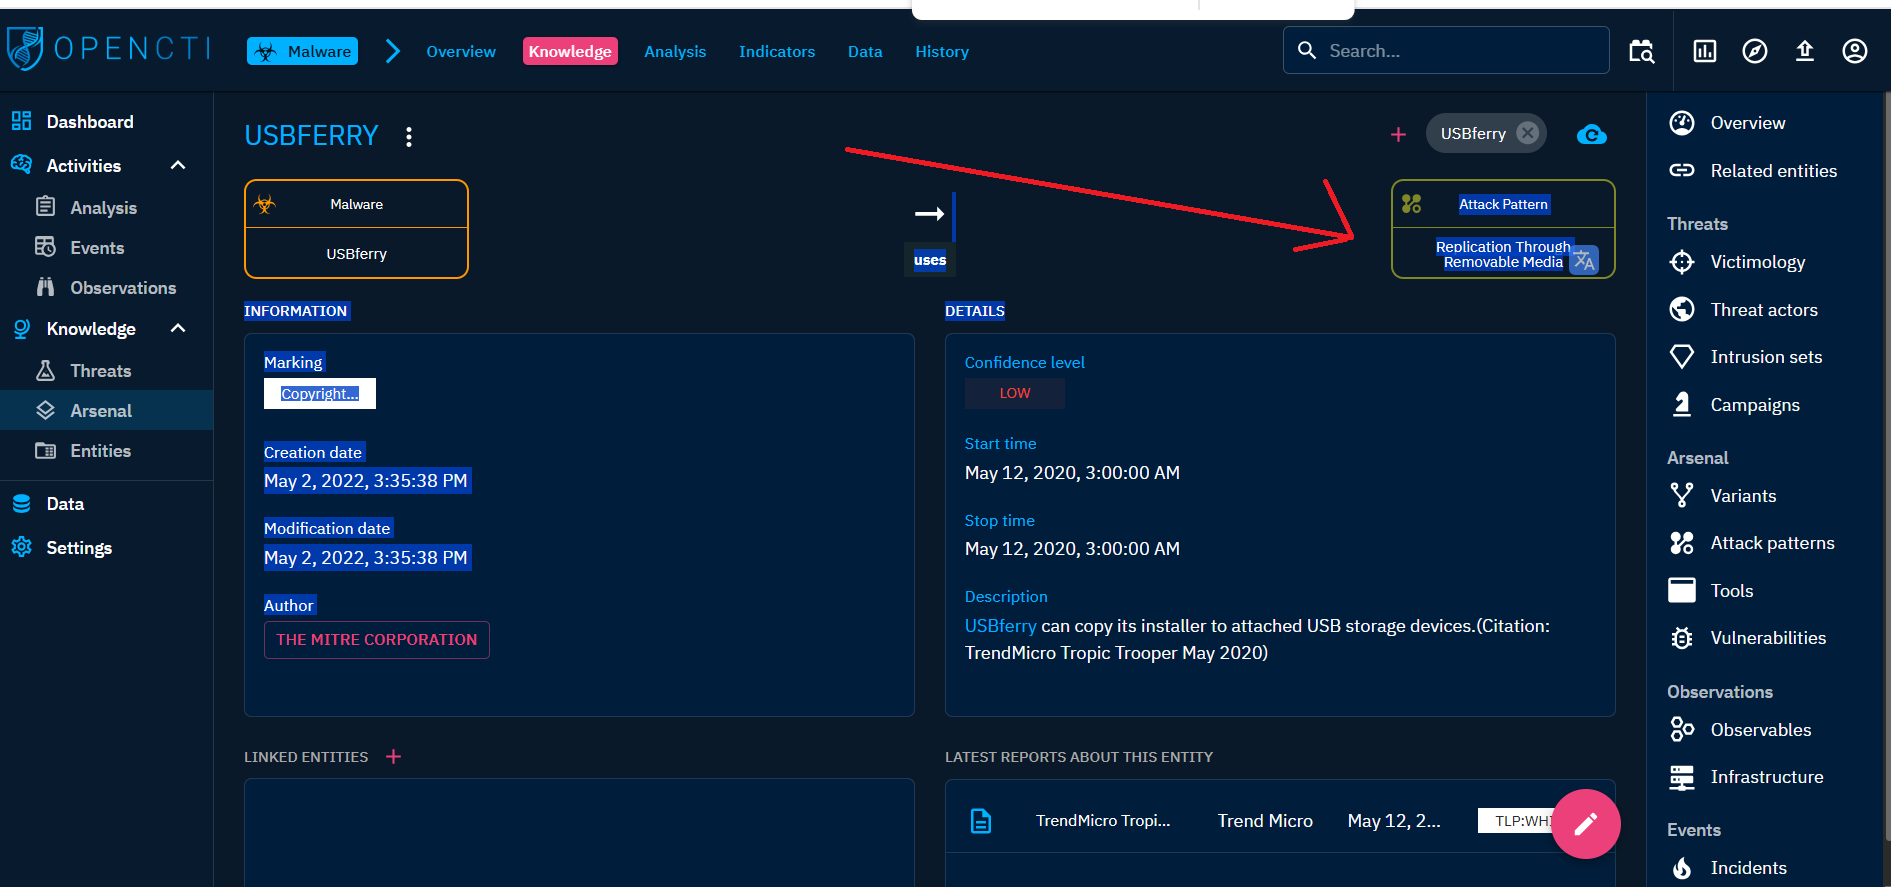 OPENCTI
Malware
Overview
Knowledge
Analysis
Indicators
Data
History
Search...
Dashboard
Activities
Analysis
Events
Observations
Knowledge
Threats
Arsenal
Entities
Data
Settings
USBFERRY
USBferry
Malware
USBferry
uses
Attack Pattern
Replication Through
Removable Media
INFORMATION
Marking
Copyright...
Creation date
May 2, 2022, 3:35:38 PM
Modification date
May 2, 2022, 3:35:38 PM
Author
THE MITRE CORPORATION
DETAILS
Confidence level
LOW
Start time
May 12, 2020, 3:00:00 AM
Stop time
May 12, 2020, 3:00:00 AM
Description
USBferry can copy its installer to attached USB storage devices.(Citation:
TrendMicro Tropic Trooper May 2020)
LINKED ENTITIES
LATEST REPORTS ABOUT THIS ENTITY
TrendMicro Tropi... Trend Micro May 12, 2... TLP:WHI
Overview
Related entities
Threats
Victimology
Threat actors
Intrusion sets
Campaigns
Arsenal
Variants
Attack patterns
Tools
Vulnerabilities
Observations
Observables
Infrastructure
Events
Incidents